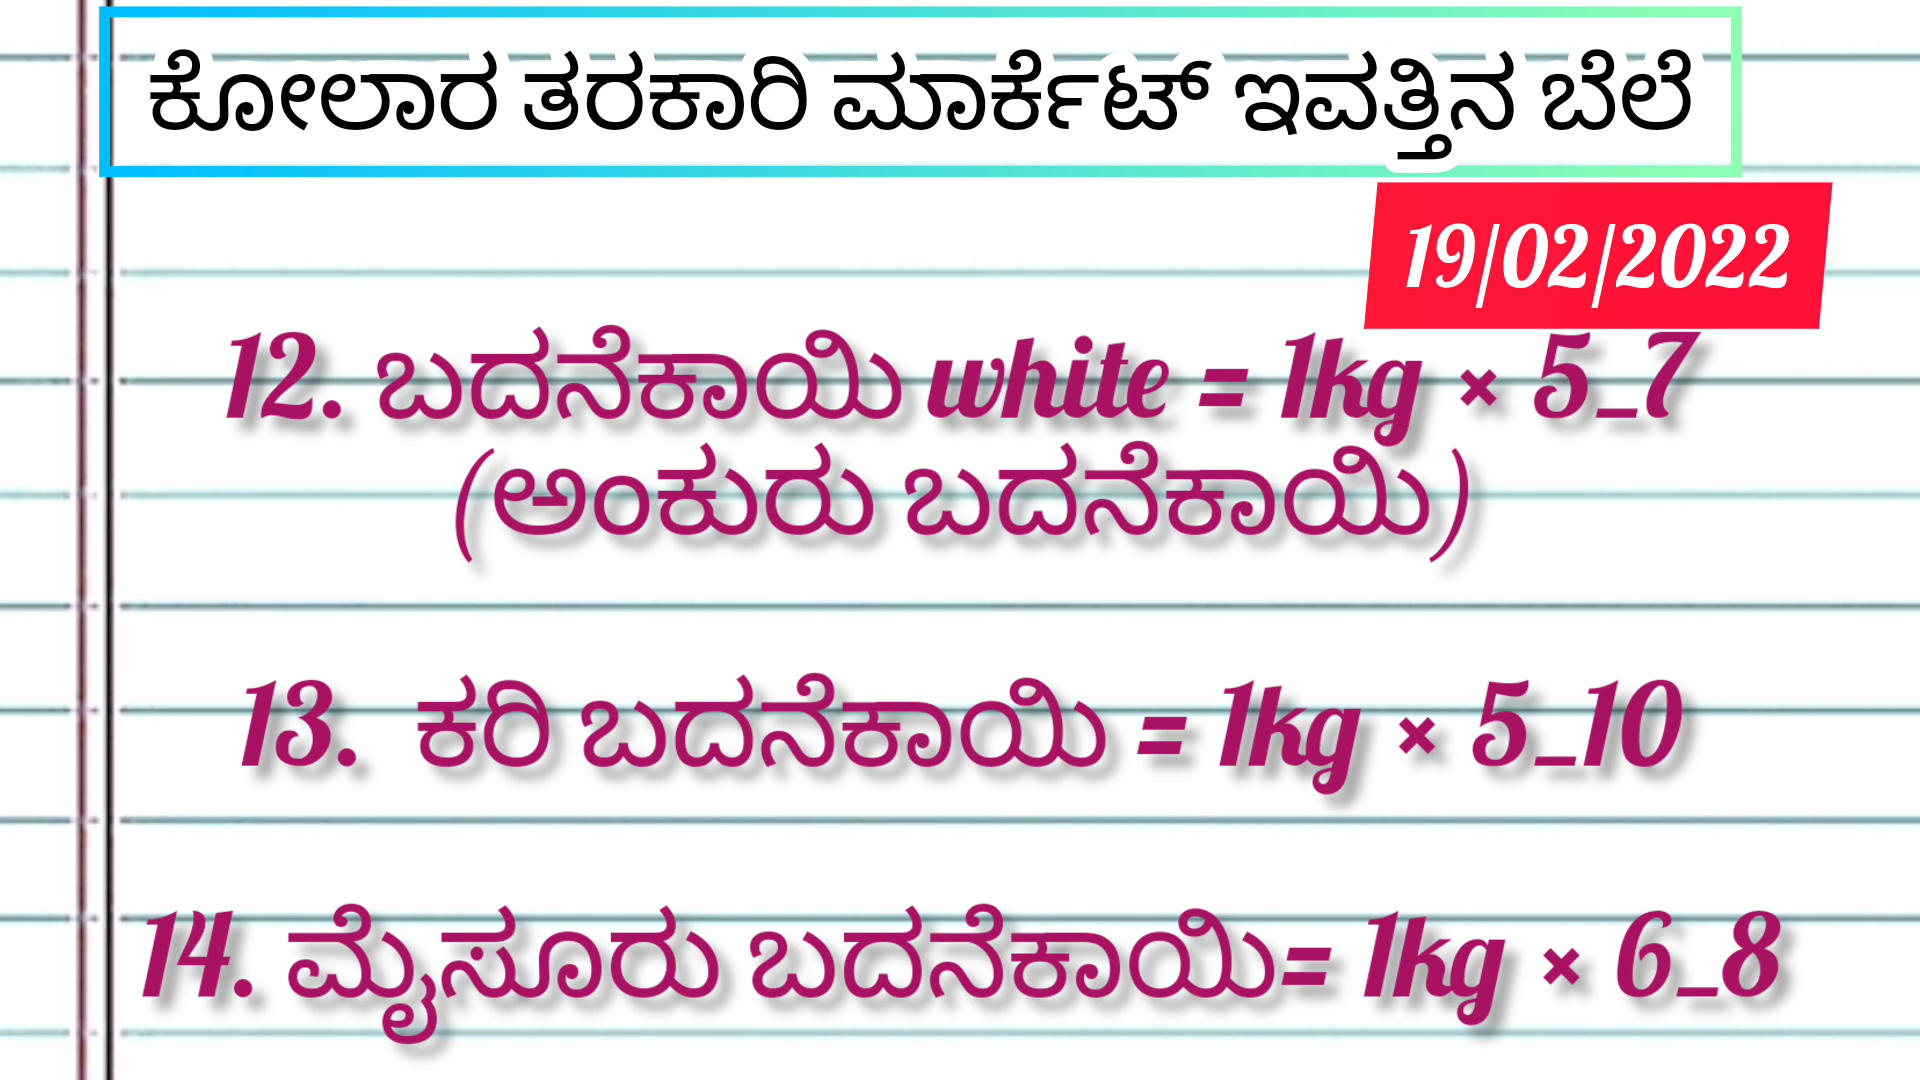 ಕೋಲಾರ ತರಕಾರಿ ಮಾರ್ಕೆಟ್ ಇವತ್ತಿನ ಬೆಲೆ
19/02/2022
12. ಬದನೆಕಾಯಿ white = 1kg × 5_7
(ಅಂಕುರು ಬದನೆಕಾಯಿ)
13. ಕರಿ ಬದನೆಕಾಯಿ = 1kg × 5_10
14. ಮೈಸೂರು ಬದನೆಕಾಯಿ= 1kg × 6_8